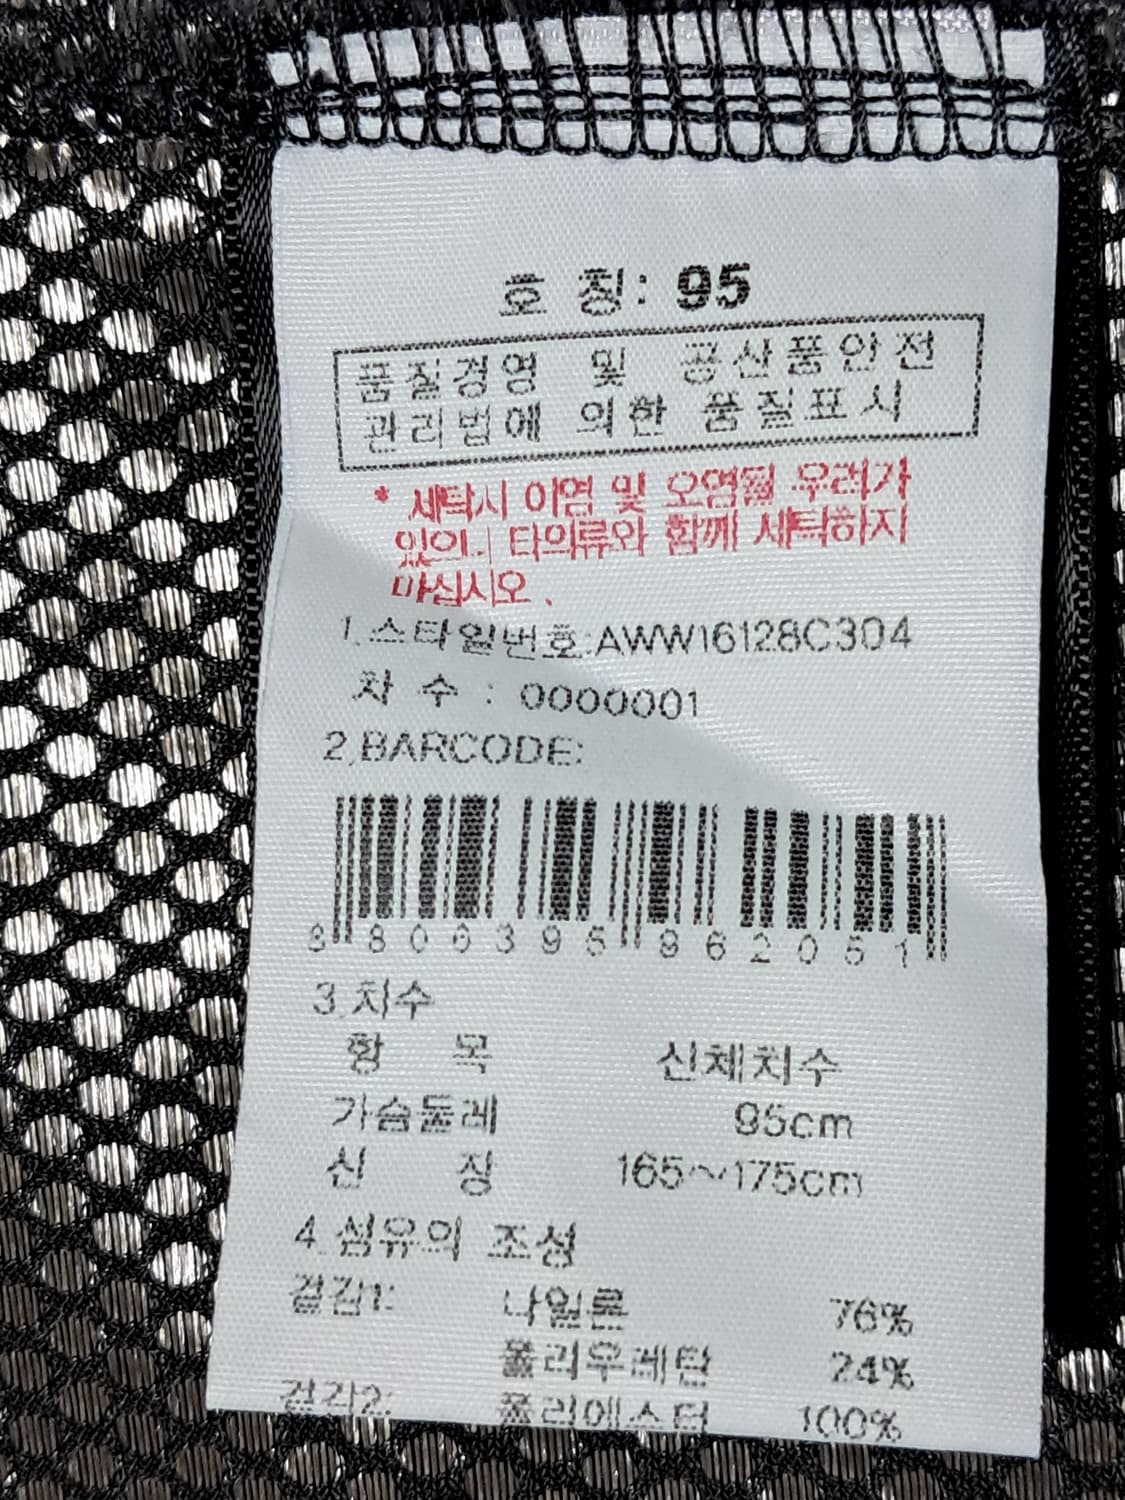 호 칭: 95
품질경영 및 공산품안전
관리법에 의한 품질표시
* 세탁시 이염 및 오염될 우려가
있으니 타의류와 함께 세탁하지
마십시오 .
1.스타일번호:AWW16128C304
차 수 : 0000001
2.BARCODE:
8 806395 962051
3.치수
항 목 신체치수
가슴둘레 95cm
신 장 165~175cm
4.섬유의 조성
겉감1: 나일론 76%
폴리우레탄 24%
겉감2: 폴리에스터 100%